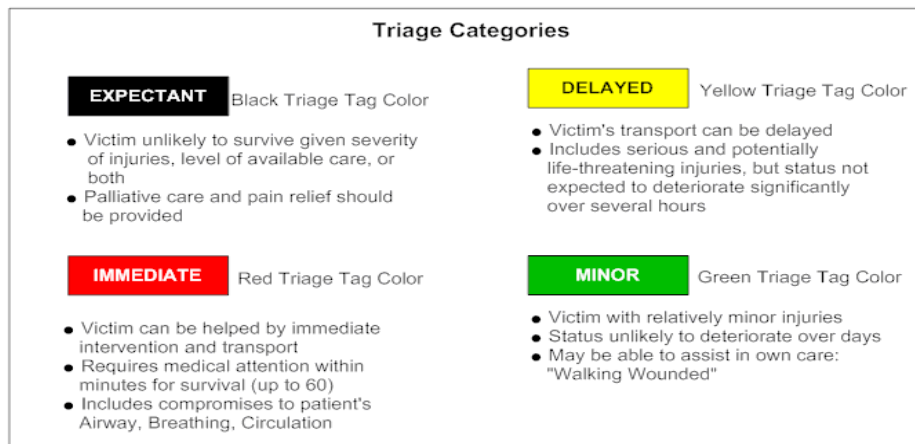 Triage Categories
EXPECTANT Black Triage Tag Color
● Victim unlikely to survive given severity
of injuries, level of available care, or
both
● Palliative care and pain relief should
be provided
DELAYED Yellow Triage Tag Color
● Victim's transport can be delayed
● Includes serious and potentially
life-threatening injuries, but status not
expected to deteriorate significantly
over several hours
IMMEDIATE Red Triage Tag Color
● Victim can be helped by immediate
intervention and transport
● Requires medical attention within
minutes for survival (up to 60)
● Includes compromises to patient's
Airway, Breathing, Circulation
MINOR Green Triage Tag Color
● Victim with relatively minor injuries
● Status unlikely to deteriorate over days
● May be able to assist in own care:
"Walking Wounded"